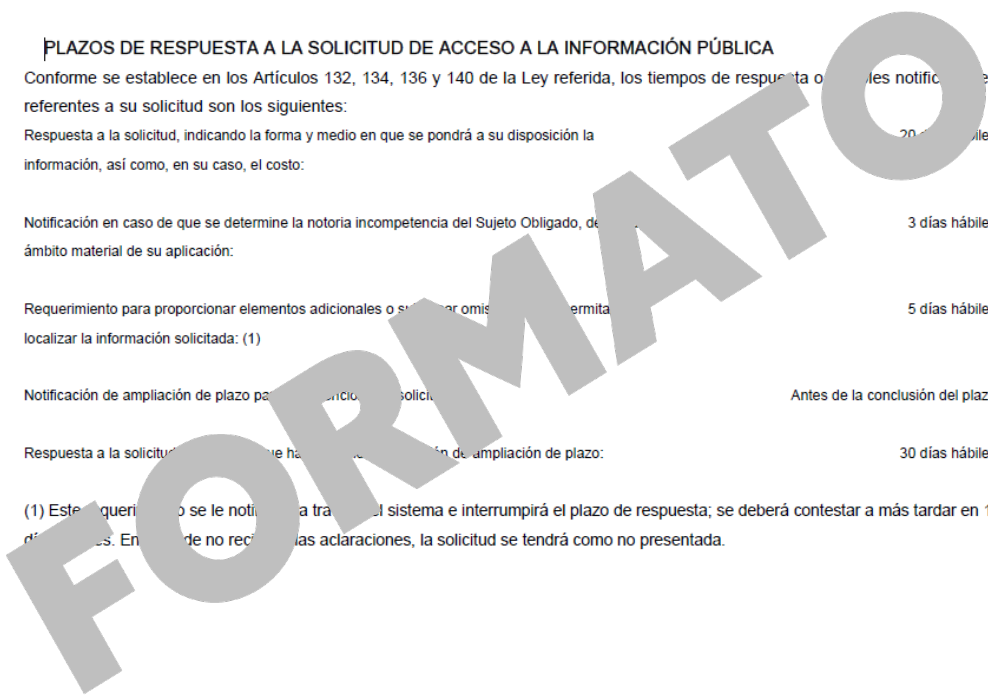 PLAZOS DE RESPUESTA A LA SOLICITUD DE ACCESO A LA INFORMACIÓN PÚBLICA
Conforme se establece en los Artículos 132, 134, 136 y 140 de la Ley referida, los tiempos de respuesta o
referentes a su solicitud son los siguientes:
Respuesta a la solicitud, indicando la forma y medio en que se pondrá a su disposición la 20
información, así como, en su caso, el costo:
Notificación en caso de que se determine la notoria incompetencia del Sujeto Obligado, 3 días hábile
ámbito material de su aplicación:
Requerimiento para proporcionar elementos adicionales o 5 días hábile
localizar la información solicitada: (1)
Notificación de ampliación de plazo Antes de la conclusión del plaz
Respuesta a la solicitud de ampliación de plazo: 30 días hábile
(1) Este se le a sistema e interrumpirá el plazo de respuesta; se deberá contestar a más tardar en 1
de no las aclaraciones, la solicitud se tendrá como no presentada.
FORMATO